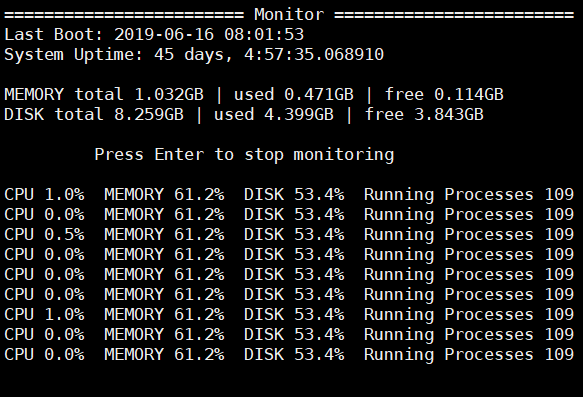 ======================== Monitor ========================
Last Boot: 2019-06-16 08:01:53
System Uptime: 45 days, 4:57:35.068910
MEMORY total 1.032GB | used 0.471GB | free 0.114GB
DISK total 8.259GB | used 4.399GB | free 3.843GB
Press Enter to stop monitoring
CPU 1.0%  MEMORY 61.2%  DISK 53.4%  Running Processes 109
CPU 0.0%  MEMORY 61.2%  DISK 53.4%  Running Processes 109
CPU 0.5%  MEMORY 61.2%  DISK 53.4%  Running Processes 109
CPU 0.0%  MEMORY 61.2%  DISK 53.4%  Running Processes 109
CPU 0.0%  MEMORY 61.2%  DISK 53.4%  Running Processes 109
CPU 0.0%  MEMORY 61.2%  DISK 53.4%  Running Processes 109
CPU 1.0%  MEMORY 61.2%  DISK 53.4%  Running Processes 109
CPU 0.0%  MEMORY 61.2%  DISK 53.4%  Running Processes 109
CPU 0.0%  MEMORY 61.2%  DISK 53.4%  Running Processes 109